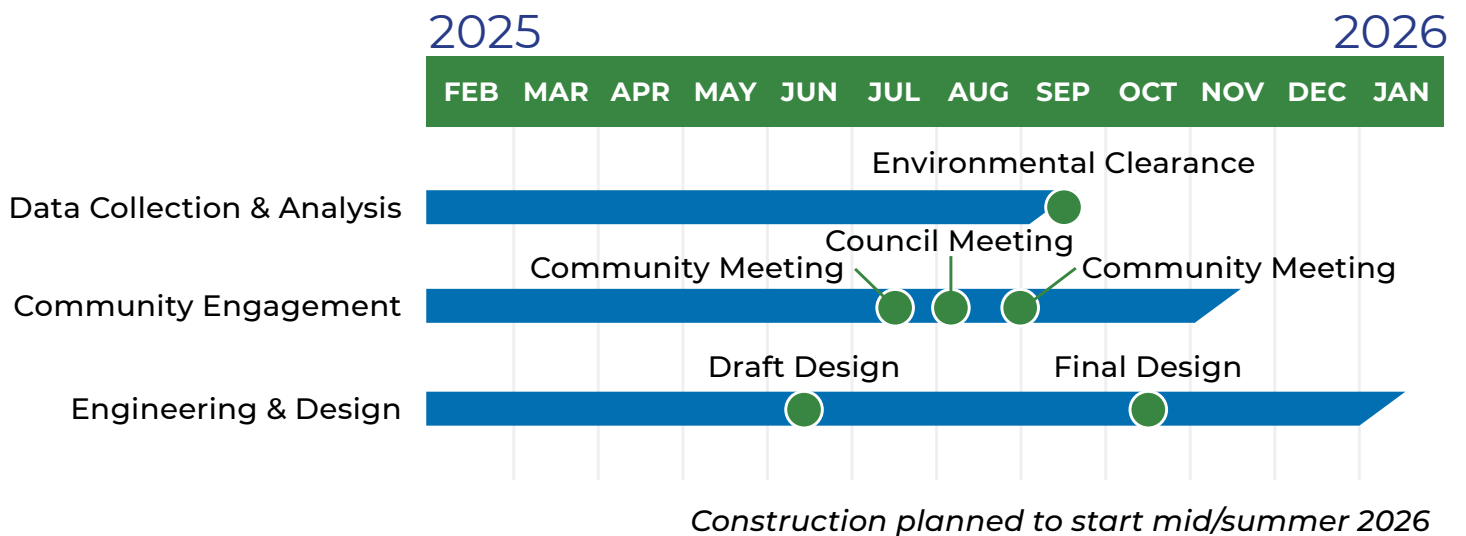 2025 2026
FEB MAR APR MAY JUN JUL AUG SEP OCT NOV DEC JAN
Environmental Clearance
Data Collection & Analysis
Council Meeting
Community Meeting Community Meeting
Community Engagement
Draft Design Final Design
Engineering & Design
Construction planned to start mid/summer 2026